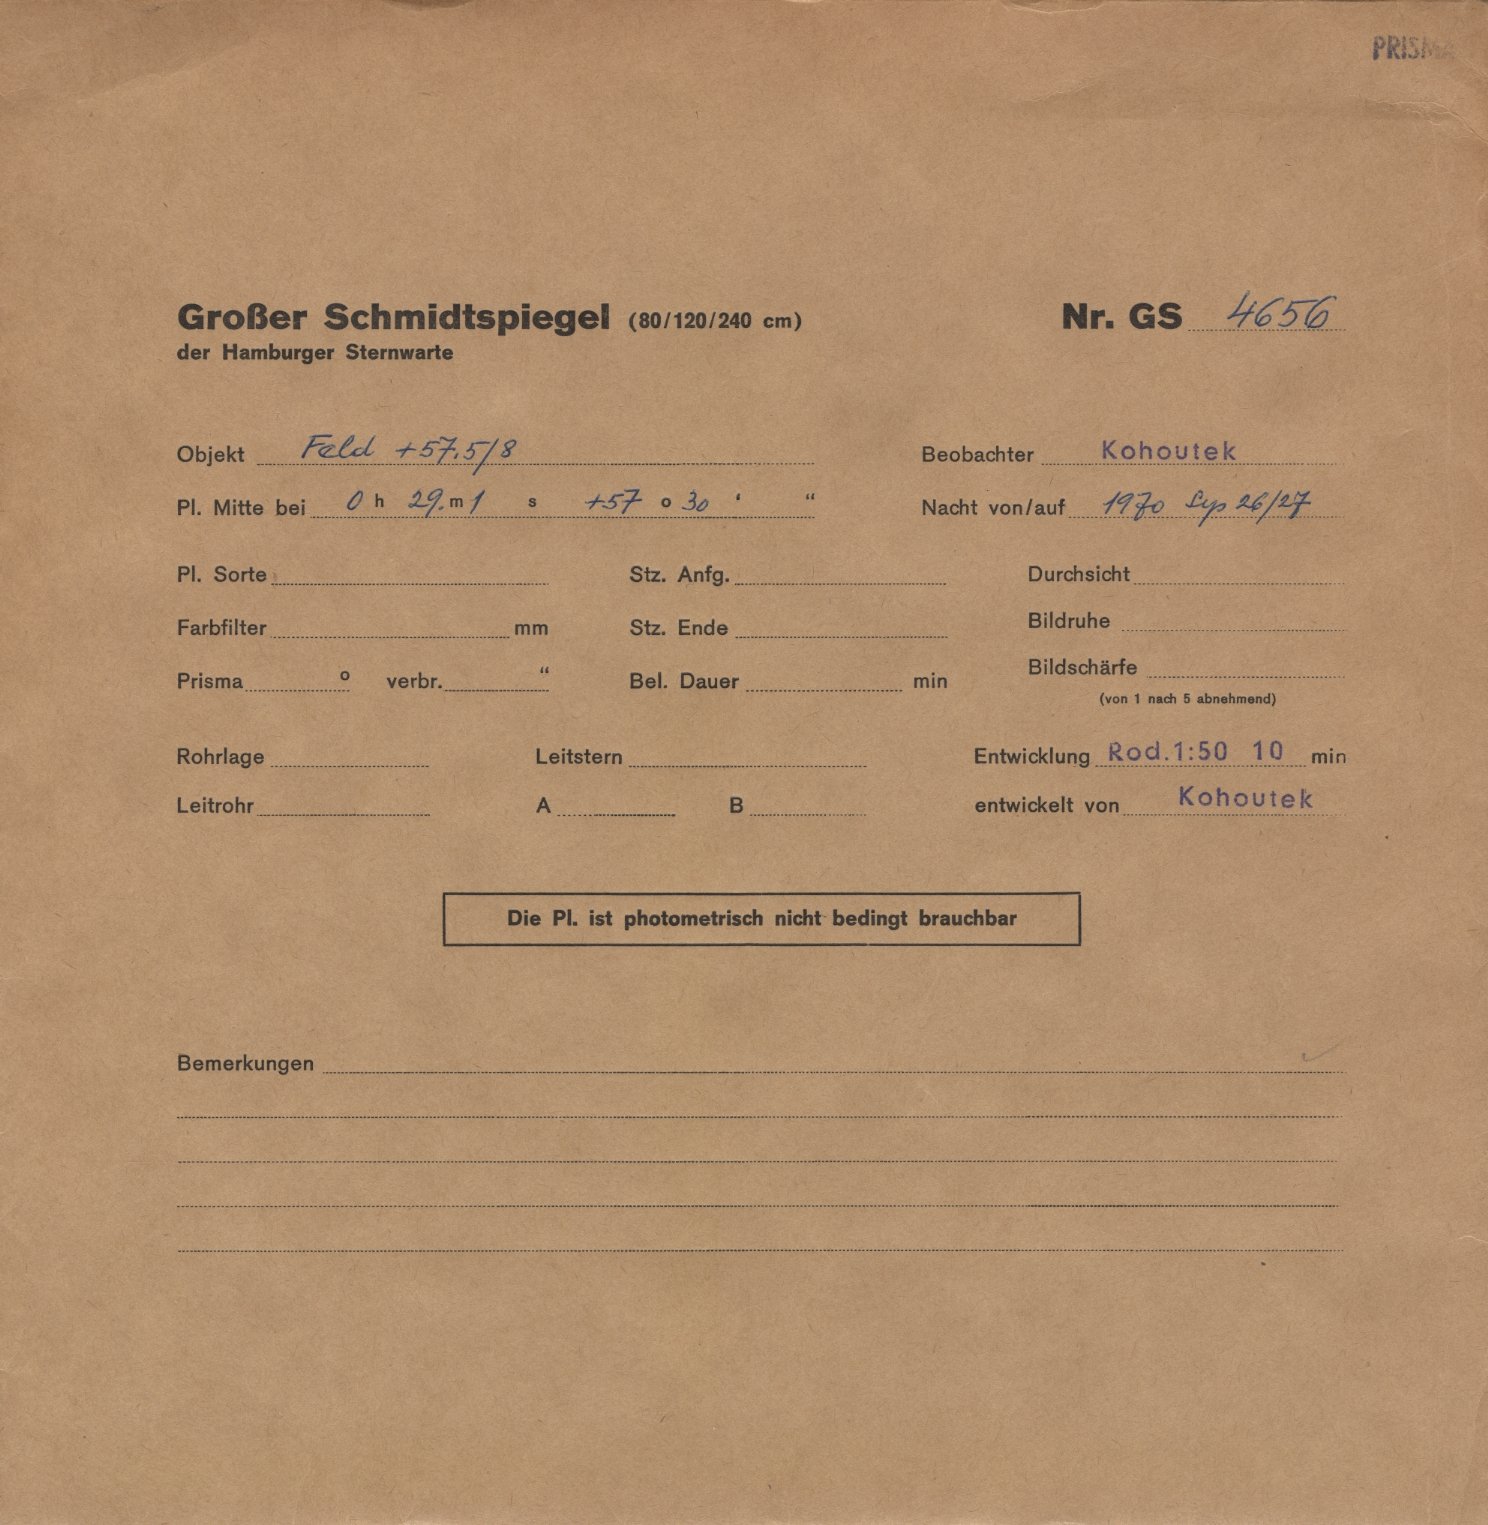 PRISMA
Großer Schmidtspiegel (80/120/240 cm) Nr. GS 4656
der Hamburger Sternwarte
Objekt Feld +57.5/8 Beobachter Kohoutek
Pl. Mitte bei 0 h 29. m 1 s +57 o 30 ‘ “ Nacht von/auf 1970 Sep 26/27
Pl. Sorte Stz. Anfg. Durchsicht
Farbfilter mm Stz. Ende Bildruhe
Prisma o verbr. “ Bel. Dauer min Bildschärfe
(von 1 nach 5 abnehmend)
Rohrlage Leitstern Entwicklung Rod.1:50 10 min
Leitrohr A B entwickelt von Kohoutek
Die Pl. ist photometrisch nicht bedingt brauchbar
Bemerkungen